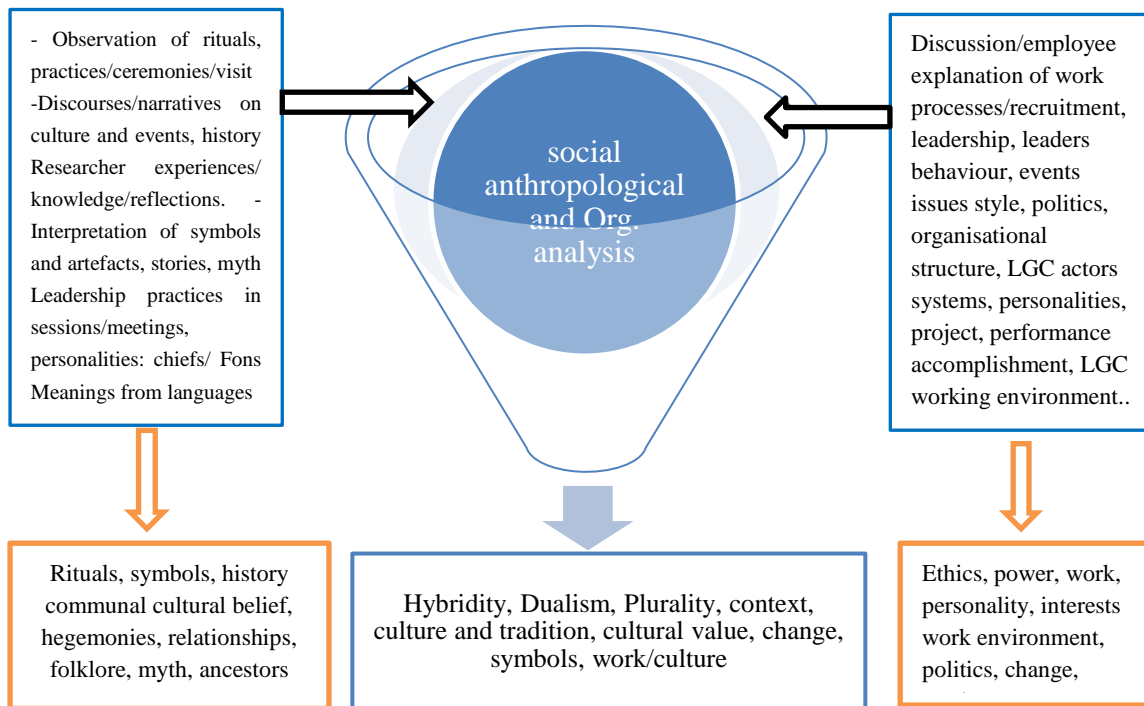 - Observation of rituals,
practices/ceremonies/visit
-Discourses/narratives on
culture and events, history
Researcher experiences/
knowledge/reflections. -
Interpretation of symbols
and artefacts, stories, myth
Leadership practices in
sessions/meetings,
personalities: chiefs/ Fons
Meanings from languages
social
anthropological
and Org.
analysis
Discussion/employee
explanation of work
processes/recruitment,
leadership, leaders
behaviour, events
issues style, politics,
organisational
structure, LGC actors
systems, personalities,
project, performance
accomplishment, LGC
working environment..
Rituals, symbols, history
communal cultural belief,
hegemonies, relationships,
folklore, myth, ancestors
Hybridity, Dualism, Plurality, context,
culture and tradition, cultural value, change,
symbols, work/culture
Ethics, power, work,
personality, interests
work environment,
politics, change,